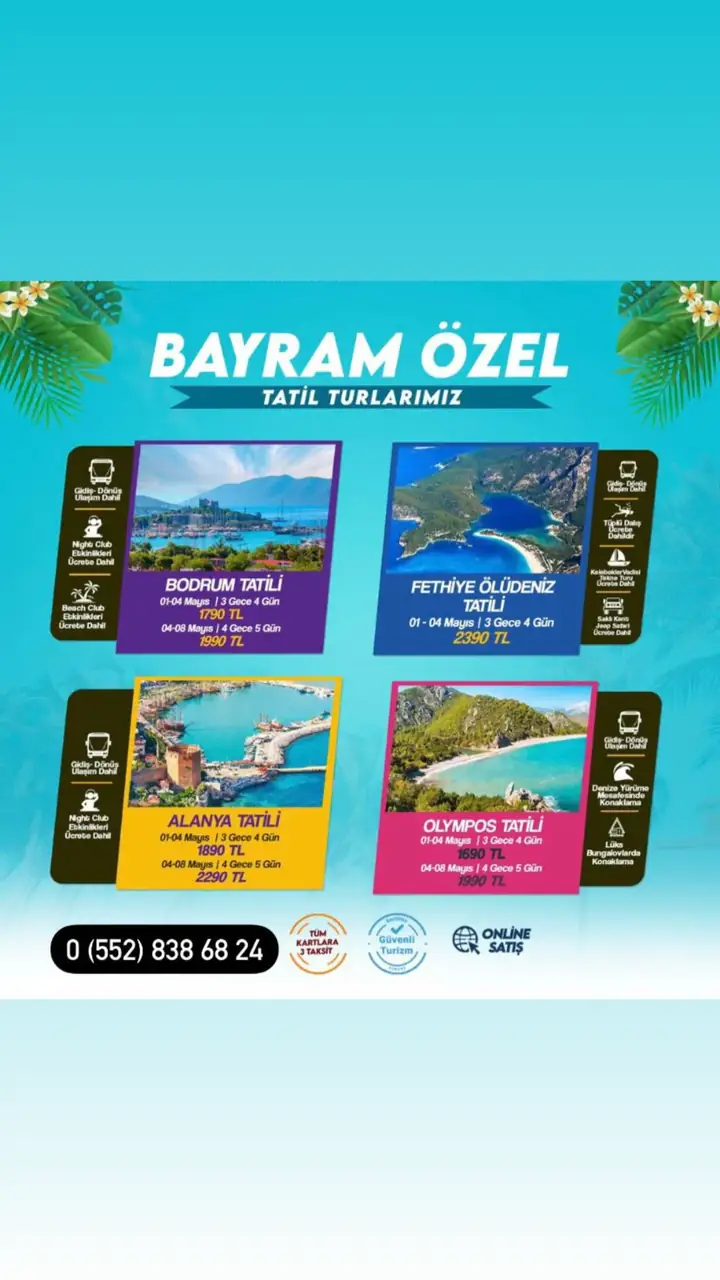 BAYRAM ÖZEL
TATİL TURLARIMIZ
Gidiş- Dönüş
Ulaşım Dahil
Night Club
Etkinlikleri
Ücrete Dahil
Beach Club
Etkinlikleri
Ücrete Dahil
BODRUM TATİLİ
01-04 Mayıs | 3 Gece 4 Gün
1790 TL
04-08 Mayıs | 4 Gece 5 Gün
1990 TL
FETHİYE ÖLÜDENİZ
TATİLİ
01 - 04 Mayıs | 3 Gece 4 Gün
2390 TL
Gidiş- Dönüş
Ulaşım Dahil
Tüplü Dalış
Ücrete
Dahildir
Kelebekler Vadisi
Tekne Turu
Ücrete Dahil
Saklı Kent
Jeep Safari
Ücrete Dahil
Gidiş- Dönüş
Ulaşım Dahil
Night Club
Etkinlikleri
Ücrete Dahil
ALANYA TATİLİ
01-04 Mayıs | 3 Gece 4 Gün
1890 TL
04-08 Mayıs | 4 Gece 5 Gün
2290 TL
OLYMPOS TATİLİ
01-04 Mayıs | 3 Gece 4 Gün
1690 TL
04-08 Mayıs | 4 Gece 5 Gün
1990 TL
Gidiş- Dönüş
Ulaşım Dahil
Denize Yürüme
Mesafesinde
Konaklama
Lüks
Bungalovlarda
Konaklama
0 (552) 838 68 24
TÜM
KARTLARA
3 TAKSİT
Güvenli
Turizm
ONLİNE
SATIŞ